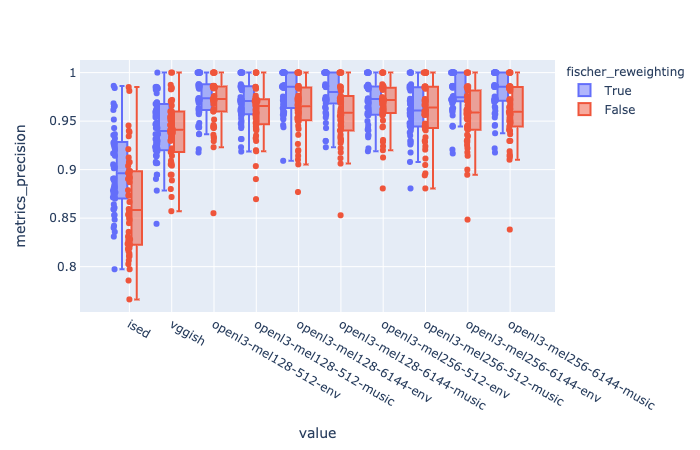 fischer_reweighting
True
False
metrics_precision
1
0.95
0.9
0.85
0.8
ised
vggish
openl3-mel128-512-env
openl3-mel128-512-music
openl3-mel128-6144-env
openl3-mel128-6144-music
openl3-mel256-512-env
openl3-mel256-512-music
openl3-mel256-6144-env
openl3-mel256-6144-music
value